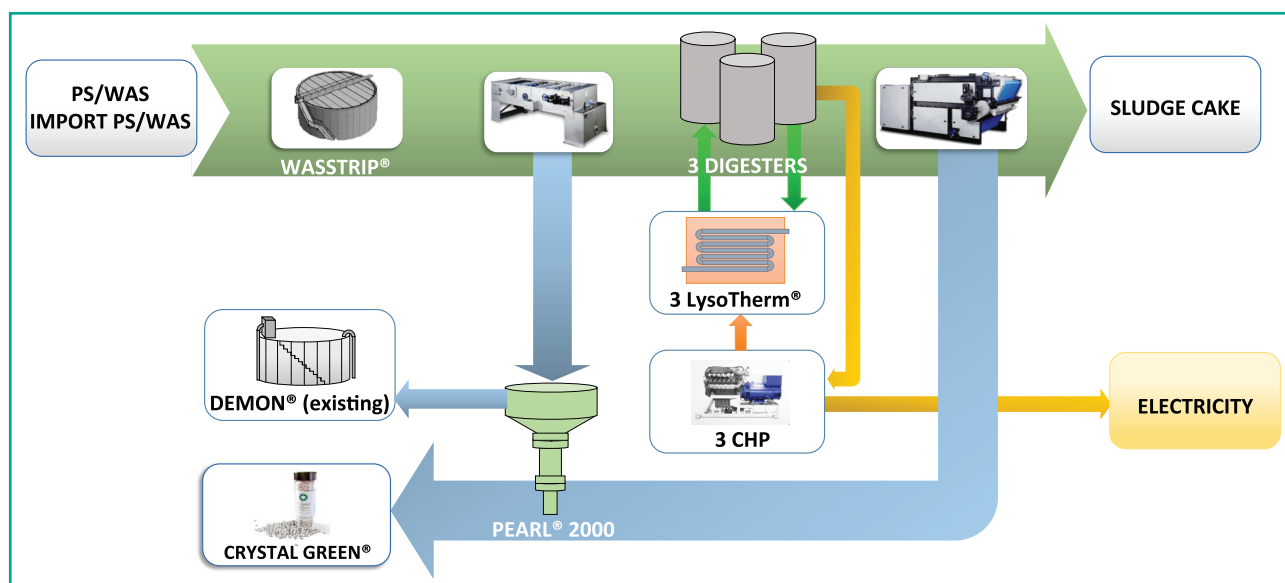 PS/WAS
IMPORT PS/WAS
WASSTRIP®
3 DIGESTERS
SLUDGE CAKE
3 LysoTherm®
DEMON® (existing)
3 CHP
ELECTRICITY
CRYSTAL GREEN®
PEARL® 2000